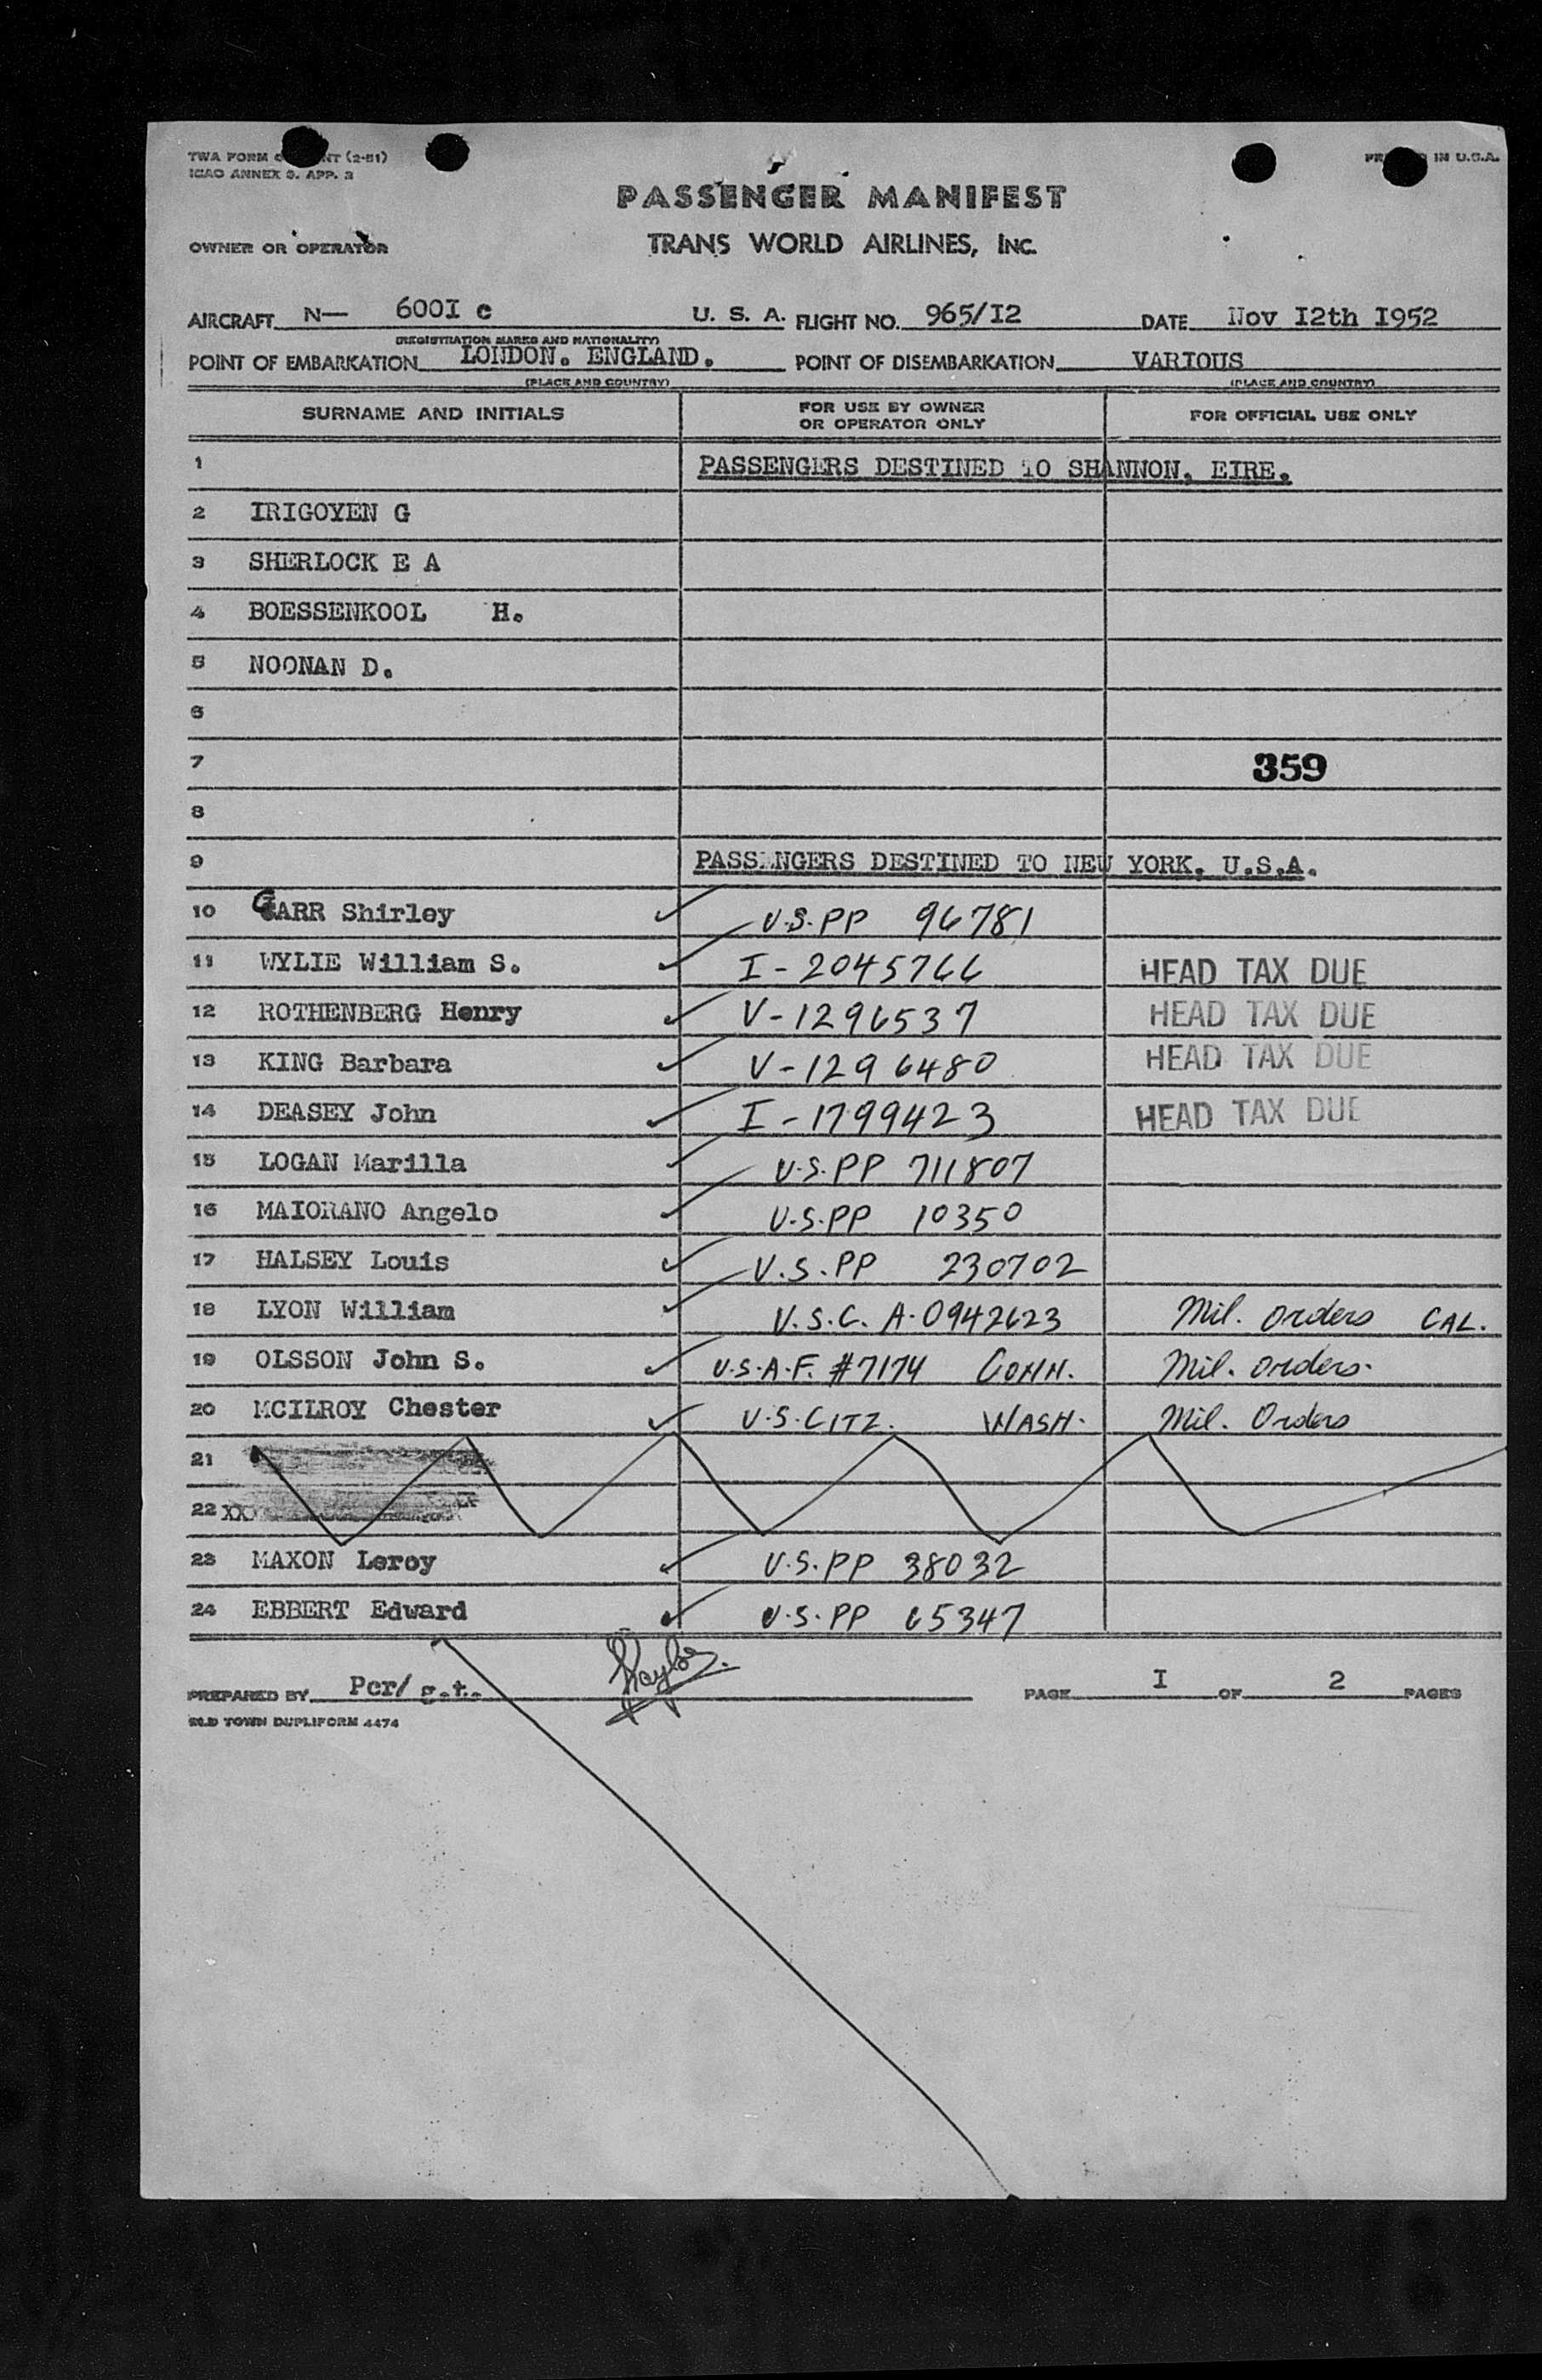 TWA FORM NT (2-51)
ICAO ANNEX 9. APP. 3
IN U.S.A.
PASSENGER MANIFEST
OWNER OR OPERATOR TRANS WORLD AIRLINES, INC.
AIRCRAFT N— 600I c U. S. A. FLIGHT NO. 965/I2 DATE Nov I2th I952
(REGISTRATION MARKS AND NATIONALITY)
POINT OF EMBARKATION LONDON. ENGLAND. POINT OF DISEMBARKATION VARIOUS
(PLACE AND COUNTRY) (PLACE AND COUNTRY)
SURNAME AND INITIALS FOR USE BY OWNER OR OPERATOR ONLY FOR OFFICIAL USE ONLY
1 PASSENGERS DESTINED TO SHANNON, EIRE.
2 IRIGOYEN G
3 SHERLOCK E A
4 BOESSENKOOL H.
5 NOONAN D.
6
7 359
8
9 PASSENGERS DESTINED TO NEW YORK, U.S.A.
10 GARR Shirley ✓ U.S.PP 96781
11 WYLIE William S. ✓ I-2045766 HEAD TAX DUE
12 ROTHENBERG Henry ✓ V-1296537 HEAD TAX DUE
13 KING Barbara ✓ V-1296480 HEAD TAX DUE
14 DEASEY John ✓ I-1799423 HEAD TAX DUE
15 LOGAN Marilla ✓ U.S.PP 711807
16 MAIORANO Angelo ✓ U.S.PP 10350
17 HALSEY Louis ✓ U.S.PP 230702
18 LYON William ✓ U.S.C. A-0942623 Mil. Orders CAL.
19 OLSSON John S. ✓ U.S.A.F. #7174 CONN. Mil. Orders.
20 MCILROY Chester ✓ U.S.CITZ. WASH. Mil. Orders
21
22 XX
23 MAXON Leroy ✓ U.S.PP 38032
24 EBBERT Edward ✓ U.S.PP 65347
PREPARED BY Per/ g.t. PAGE I OF 2 PAGES
OLD TOWN DUPLIFORM 4474